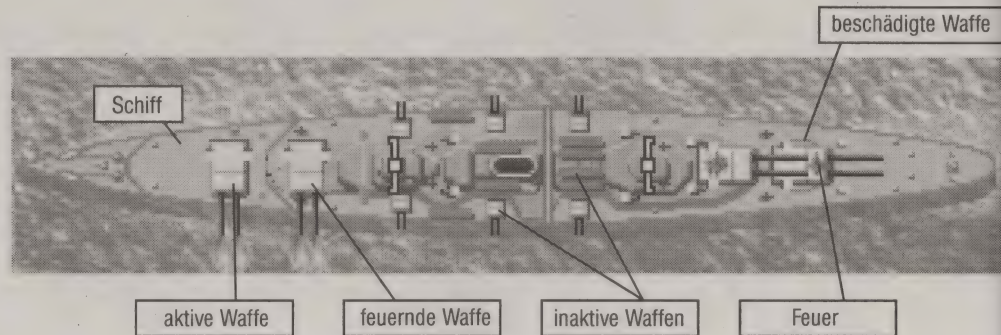 beschädigte Waffe
Schiff
aktive Waffe
feuernde Waffe
inaktive Waffen
Feuer